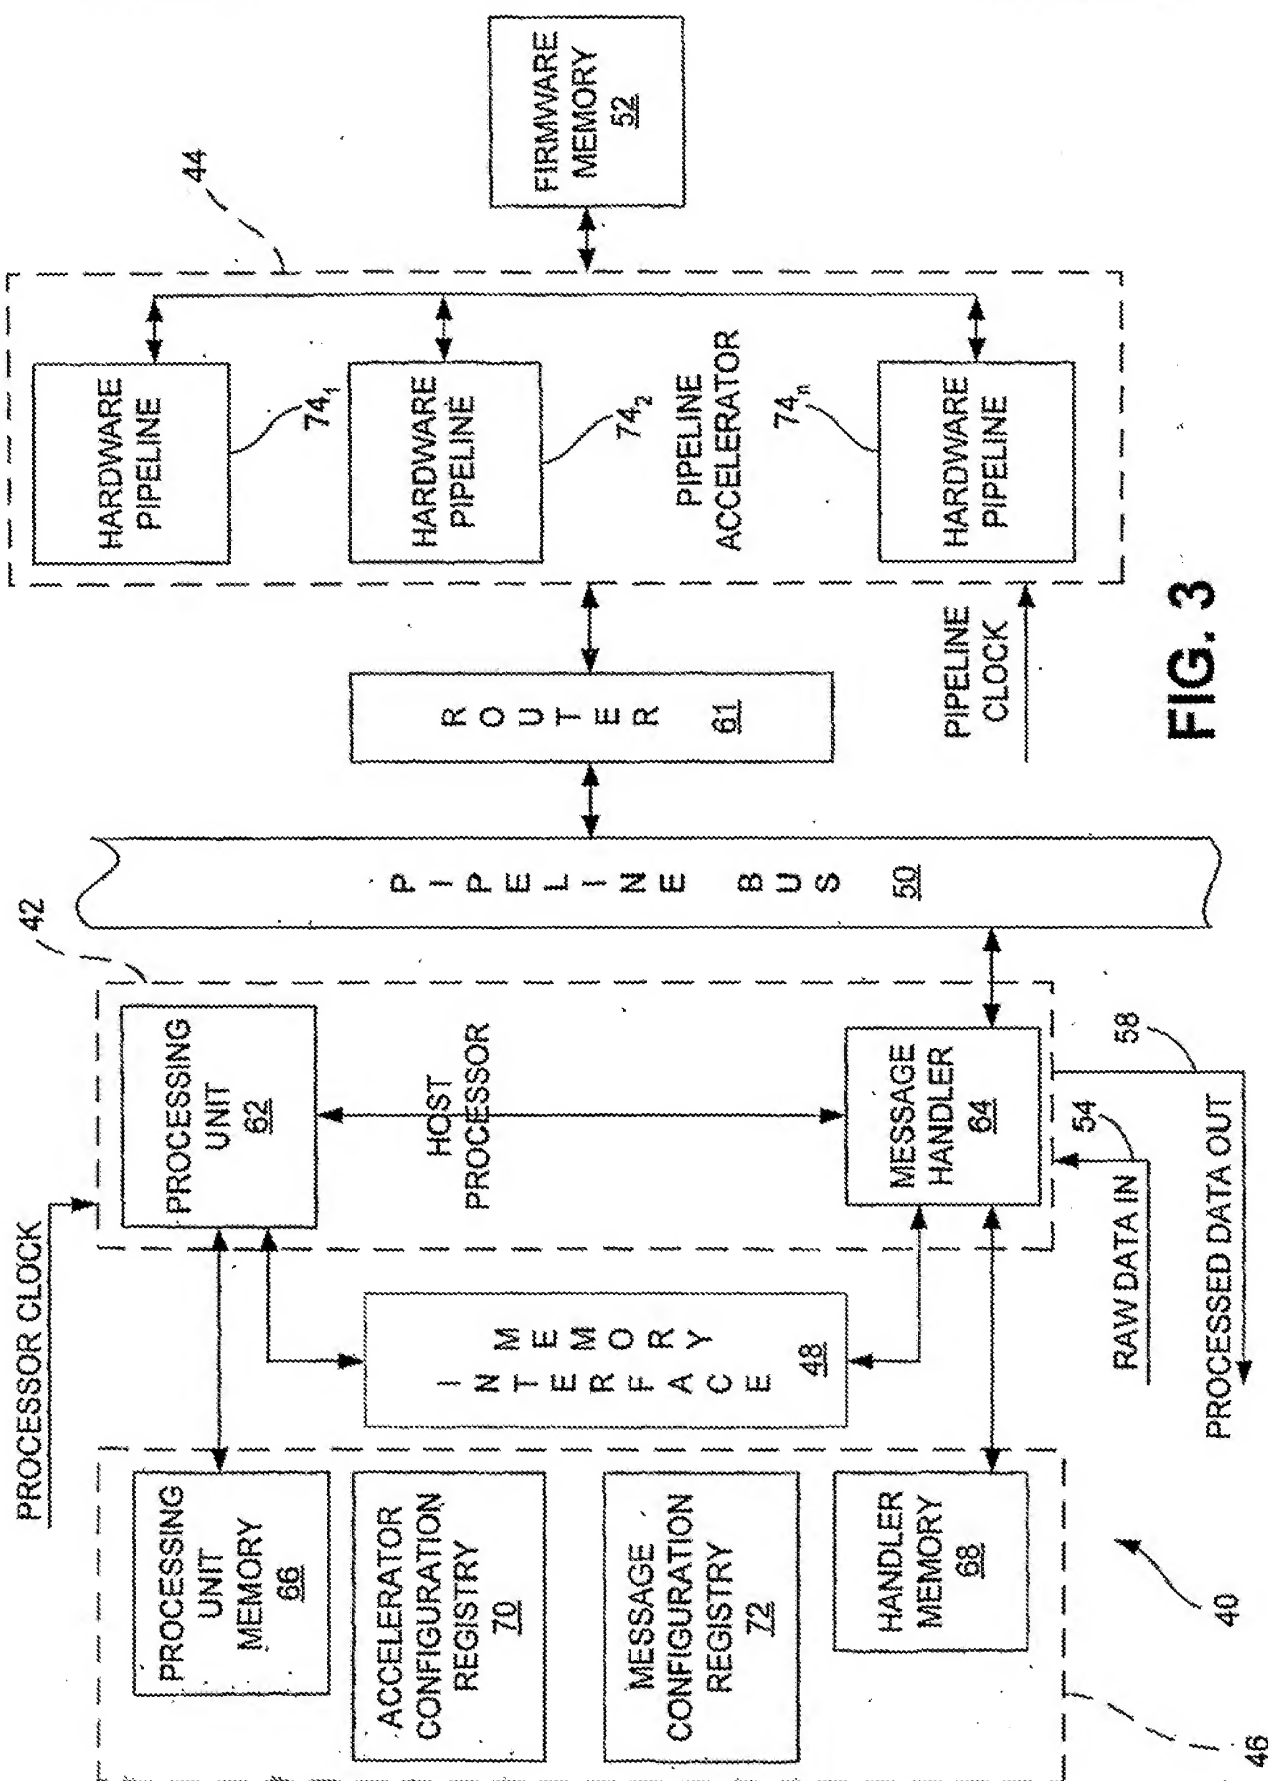 PROCESSOR CLOCK
42
44
PROCESSING
UNIT
MEMORY
66
ACCELERATOR
CONFIGURATION
REGISTRY
70
MESSAGE
CONFIGURATION
REGISTRY
72
HANDLER
MEMORY
68
46
40
MEMORY
INTERFACE
48
PROCESSING
UNIT
62
HOST
PROCESSOR
MESSAGE
HANDLER
64
RAW DATA IN
54
PROCESSED DATA OUT
58
PIPELINE BUS
50
ROUTER
61
PIPELINE
CLOCK
HARDWARE
PIPELINE
74₁
HARDWARE
PIPELINE
74₂
PIPELINE
ACCELERATOR
74ₙ
HARDWARE
PIPELINE
FIRMWARE
MEMORY
52
FIG. 3